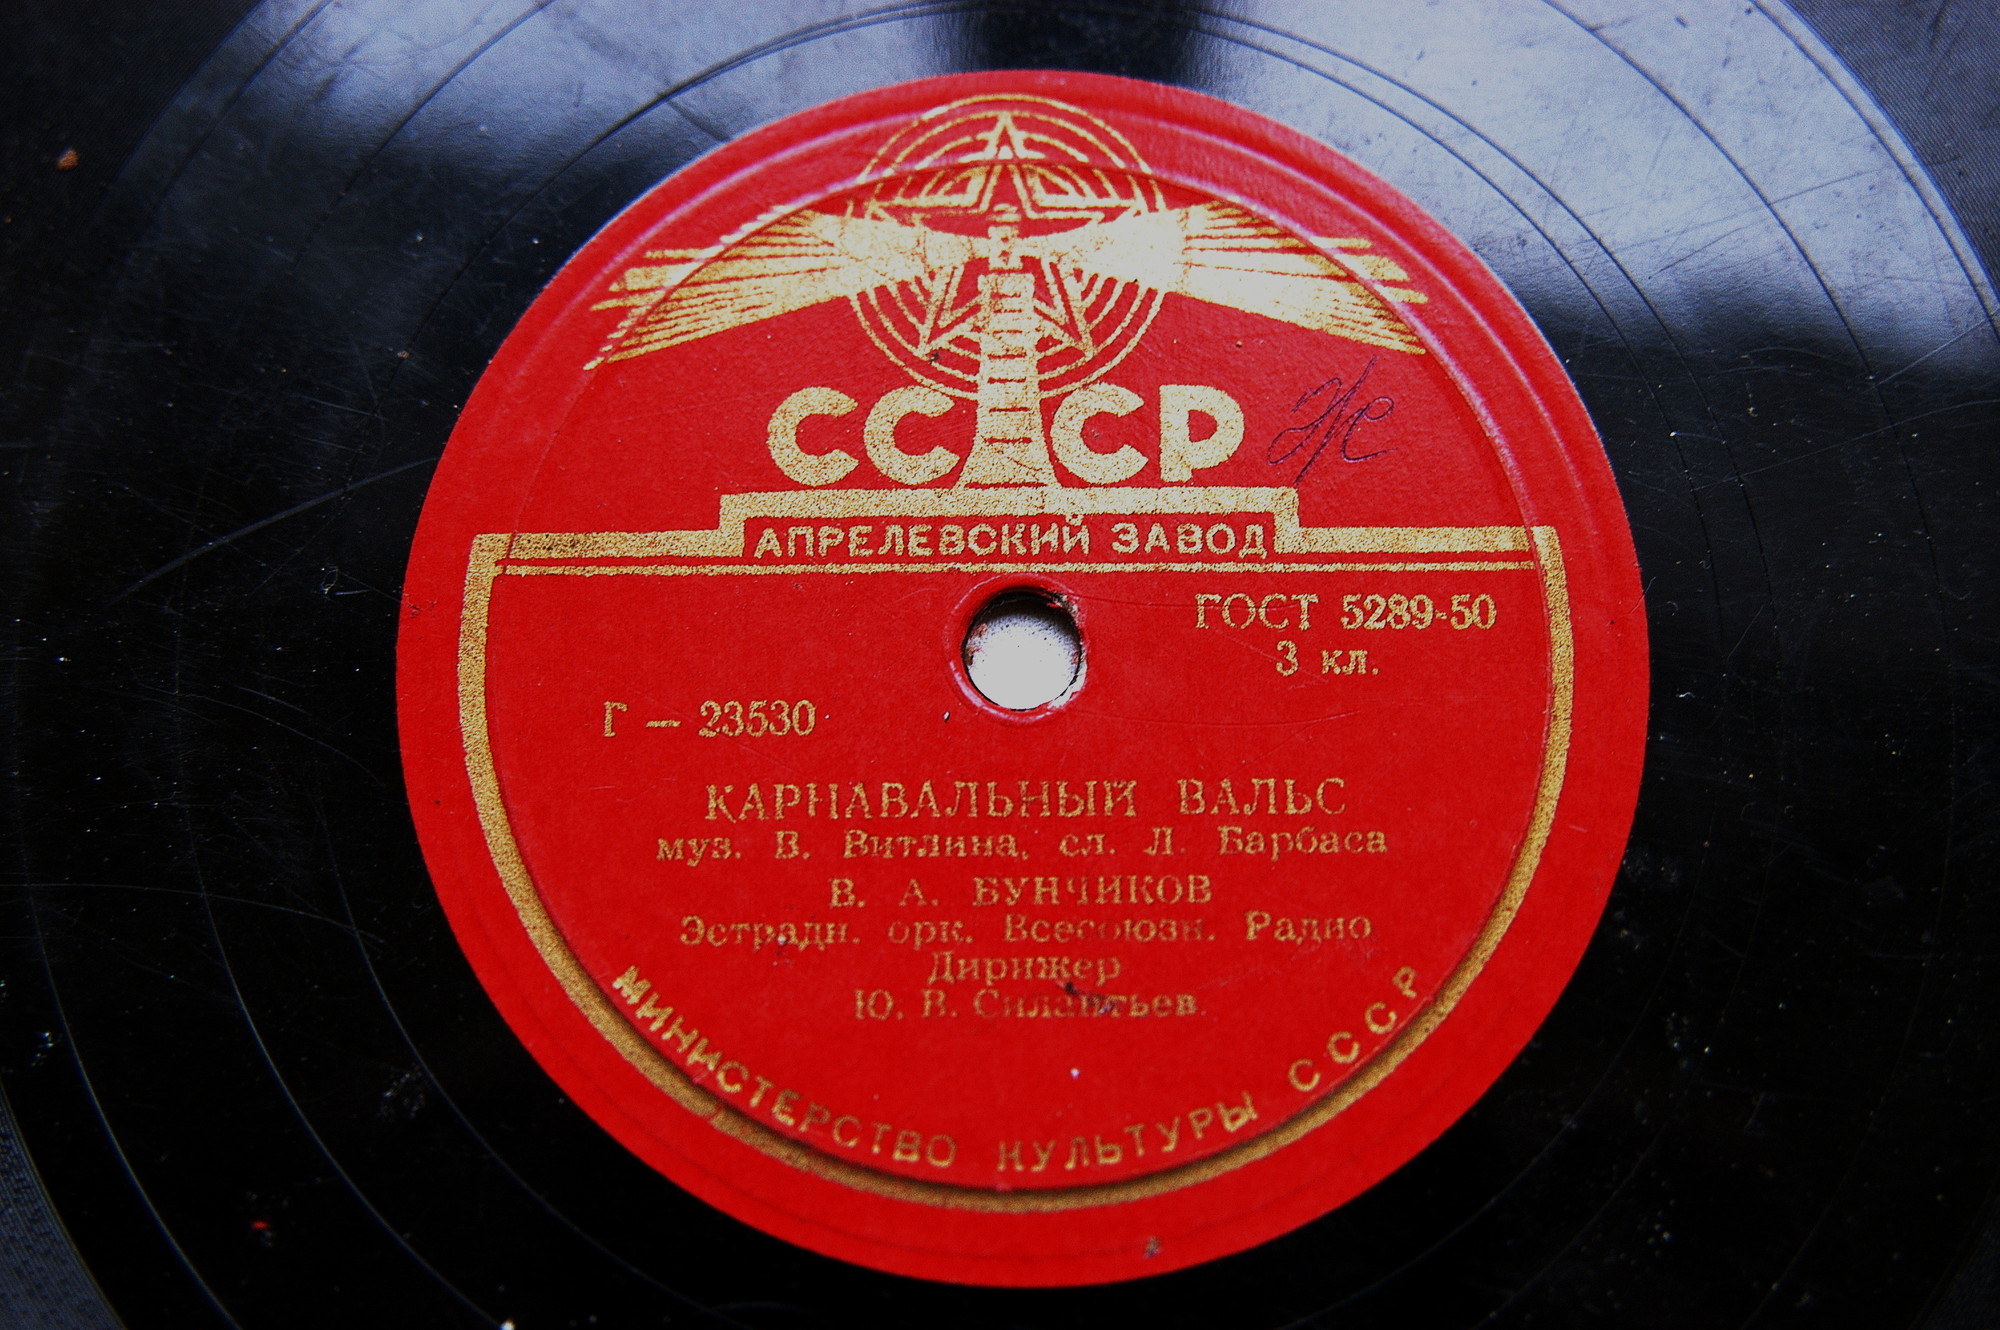 СССР
АПРЕЛЕВСКИЙ ЗАВОД
ГОСТ 5289-50
3 кл.
Г — 23530
КАРНАВАЛЬНЫЙ ВАЛЬС
муз. В. Витлина, сл. Л. Барбаса
В. А. БУНЧИКОВ
Эстрадн. орк. Всесоюзн. Радио
Дирижер
Ю. В. Силантьев
МИНИСТЕРСТВО КУЛЬТУРЫ СССР